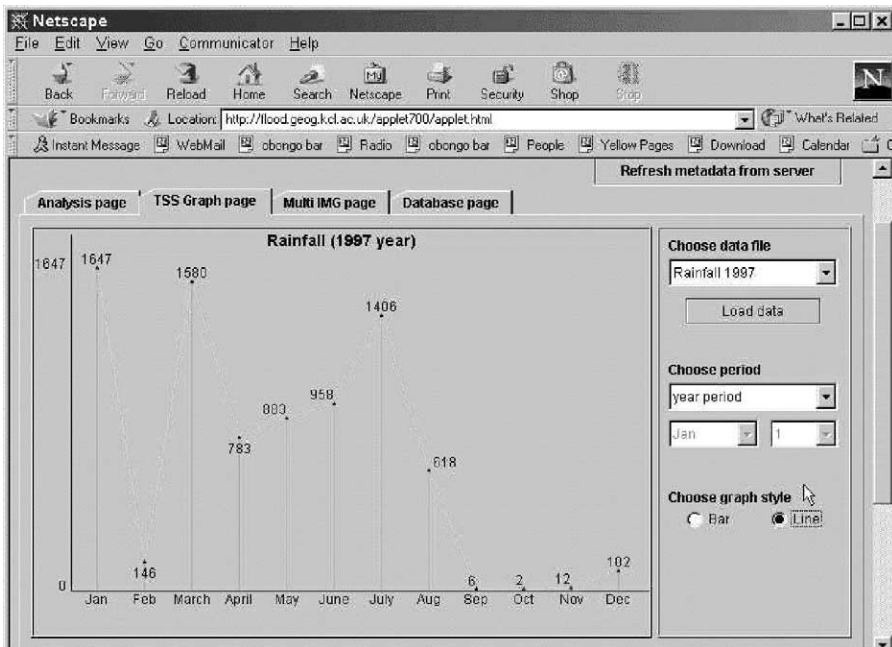 Netscape
File Edit View Go Communicator Help
Back Forward Reload Home Search Netscape Print Security Shop Stop
Bookmarks Location: http://flood.geog.kcl.ac.uk/applet700/applet.html What's Related
Instant Message WebMail obongo bar Radio obongo bar People Yellow Pages Download Calendar
Refresh metadata from server
Analysis page TSS Graph page Multi IMG page Database page
Rainfall (1997 year)
1647
1647
146
1580
783
883
958
1406
618
6
2
12
102
0
Jan Feb March April May June July Aug Sep Oct Nov Dec
Choose data file
Rainfall 1997
Load data
Choose period
year period
Jan 1
Choose graph style
Bar Line